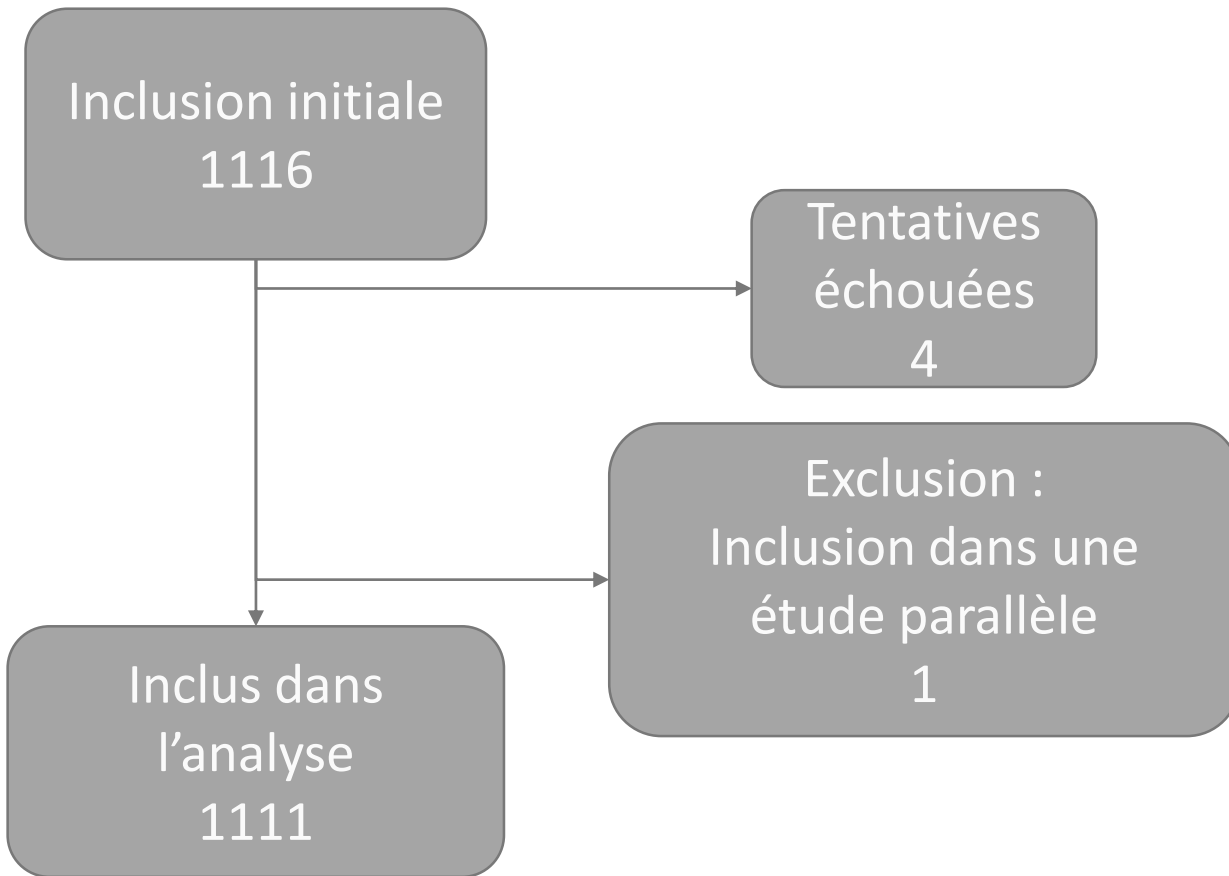 Inclusion initiale
1116
Tentatives
échouées
4
Exclusion :
Inclusion dans une
étude parallèle
1
Inclus dans
l’analyse
1111